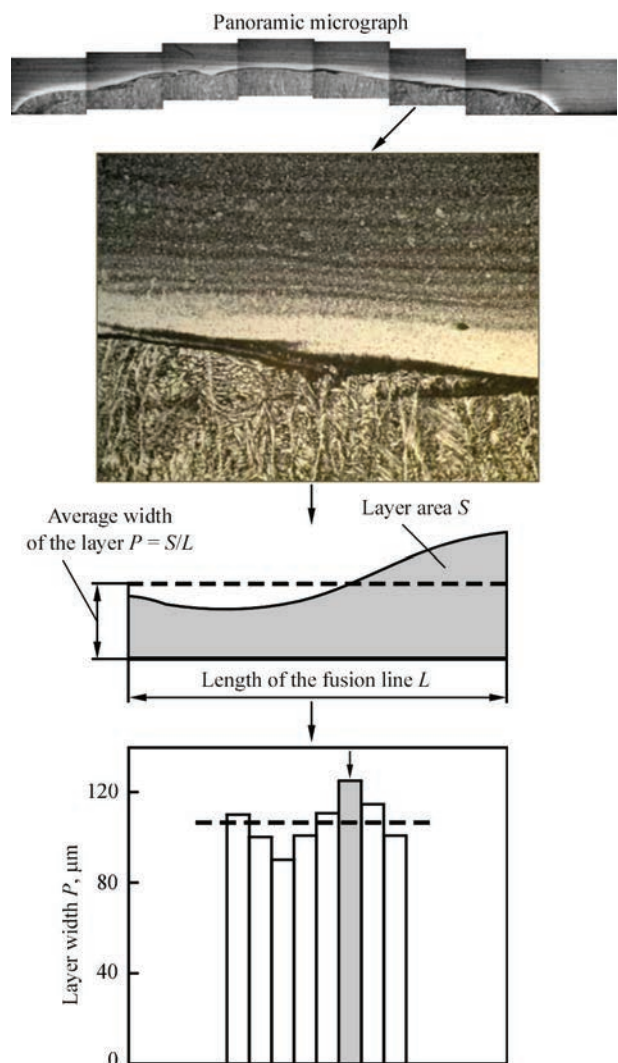 Panoramic micrograph
Average width
of the layer P = S/L
Layer area S
Length of the fusion line L
Layer width P, μm
120
80
40
0